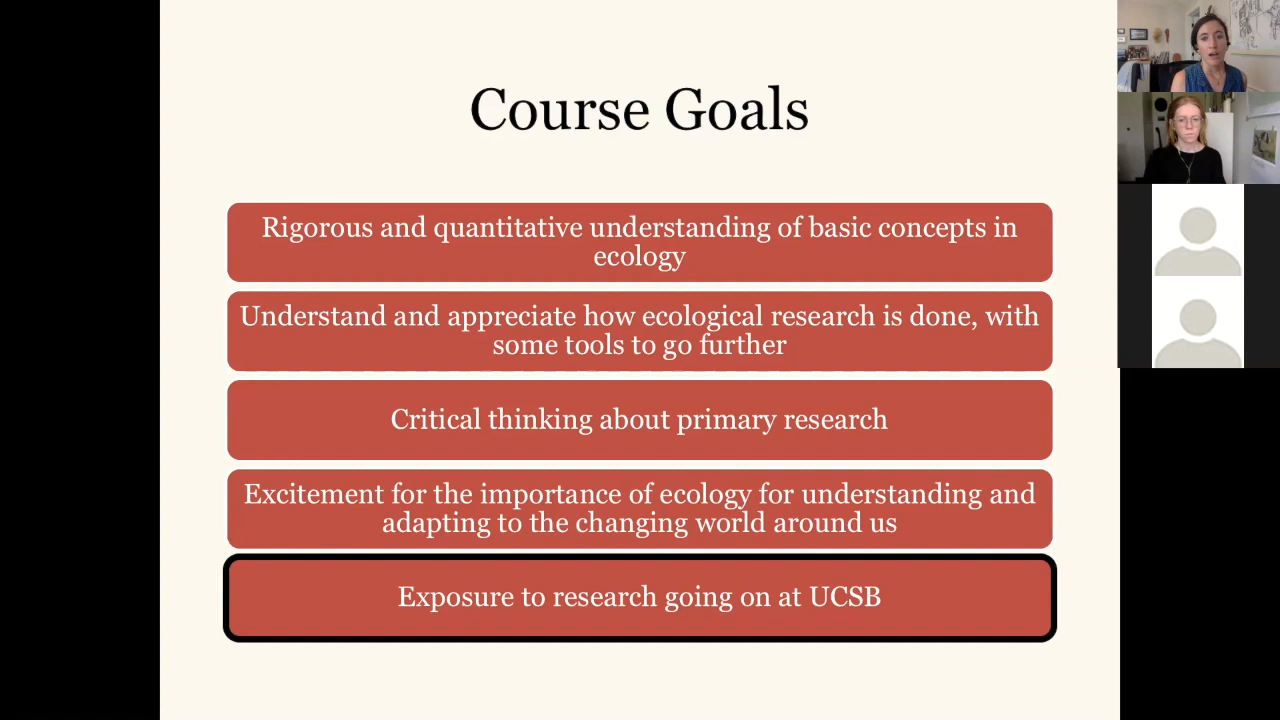 Course Goals
Rigorous and quantitative understanding of basic concepts in
ecology
Understand and appreciate how ecological research is done, with
some tools to go further
Critical thinking about primary research
Excitement for the importance of ecology for understanding and
adapting to the changing world around us
Exposure to research going on at UCSB